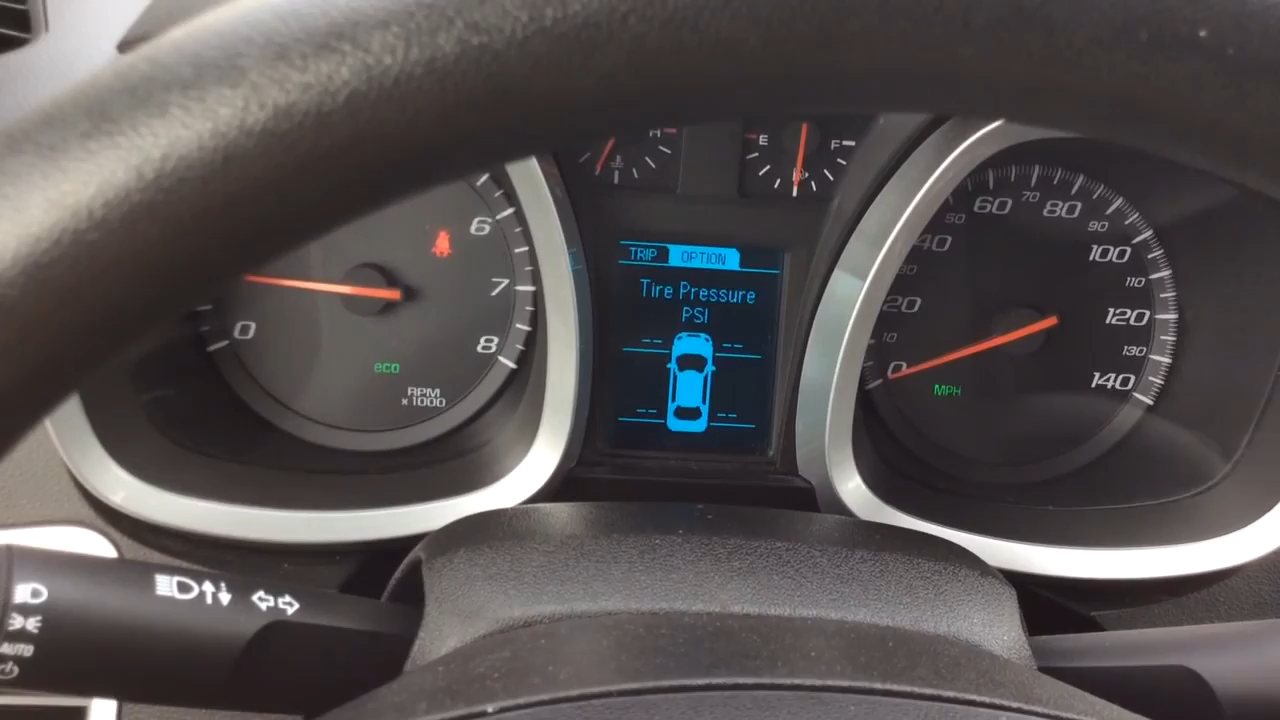 H
E F
6
7
8
0
eco
RPM
x1000
TRIP OPTION
Tire Pressure
PSI
-- --
-- --
0
10
20
30
40
50
60
70
80
90
100
110
120
130
140
MPH
AUTO